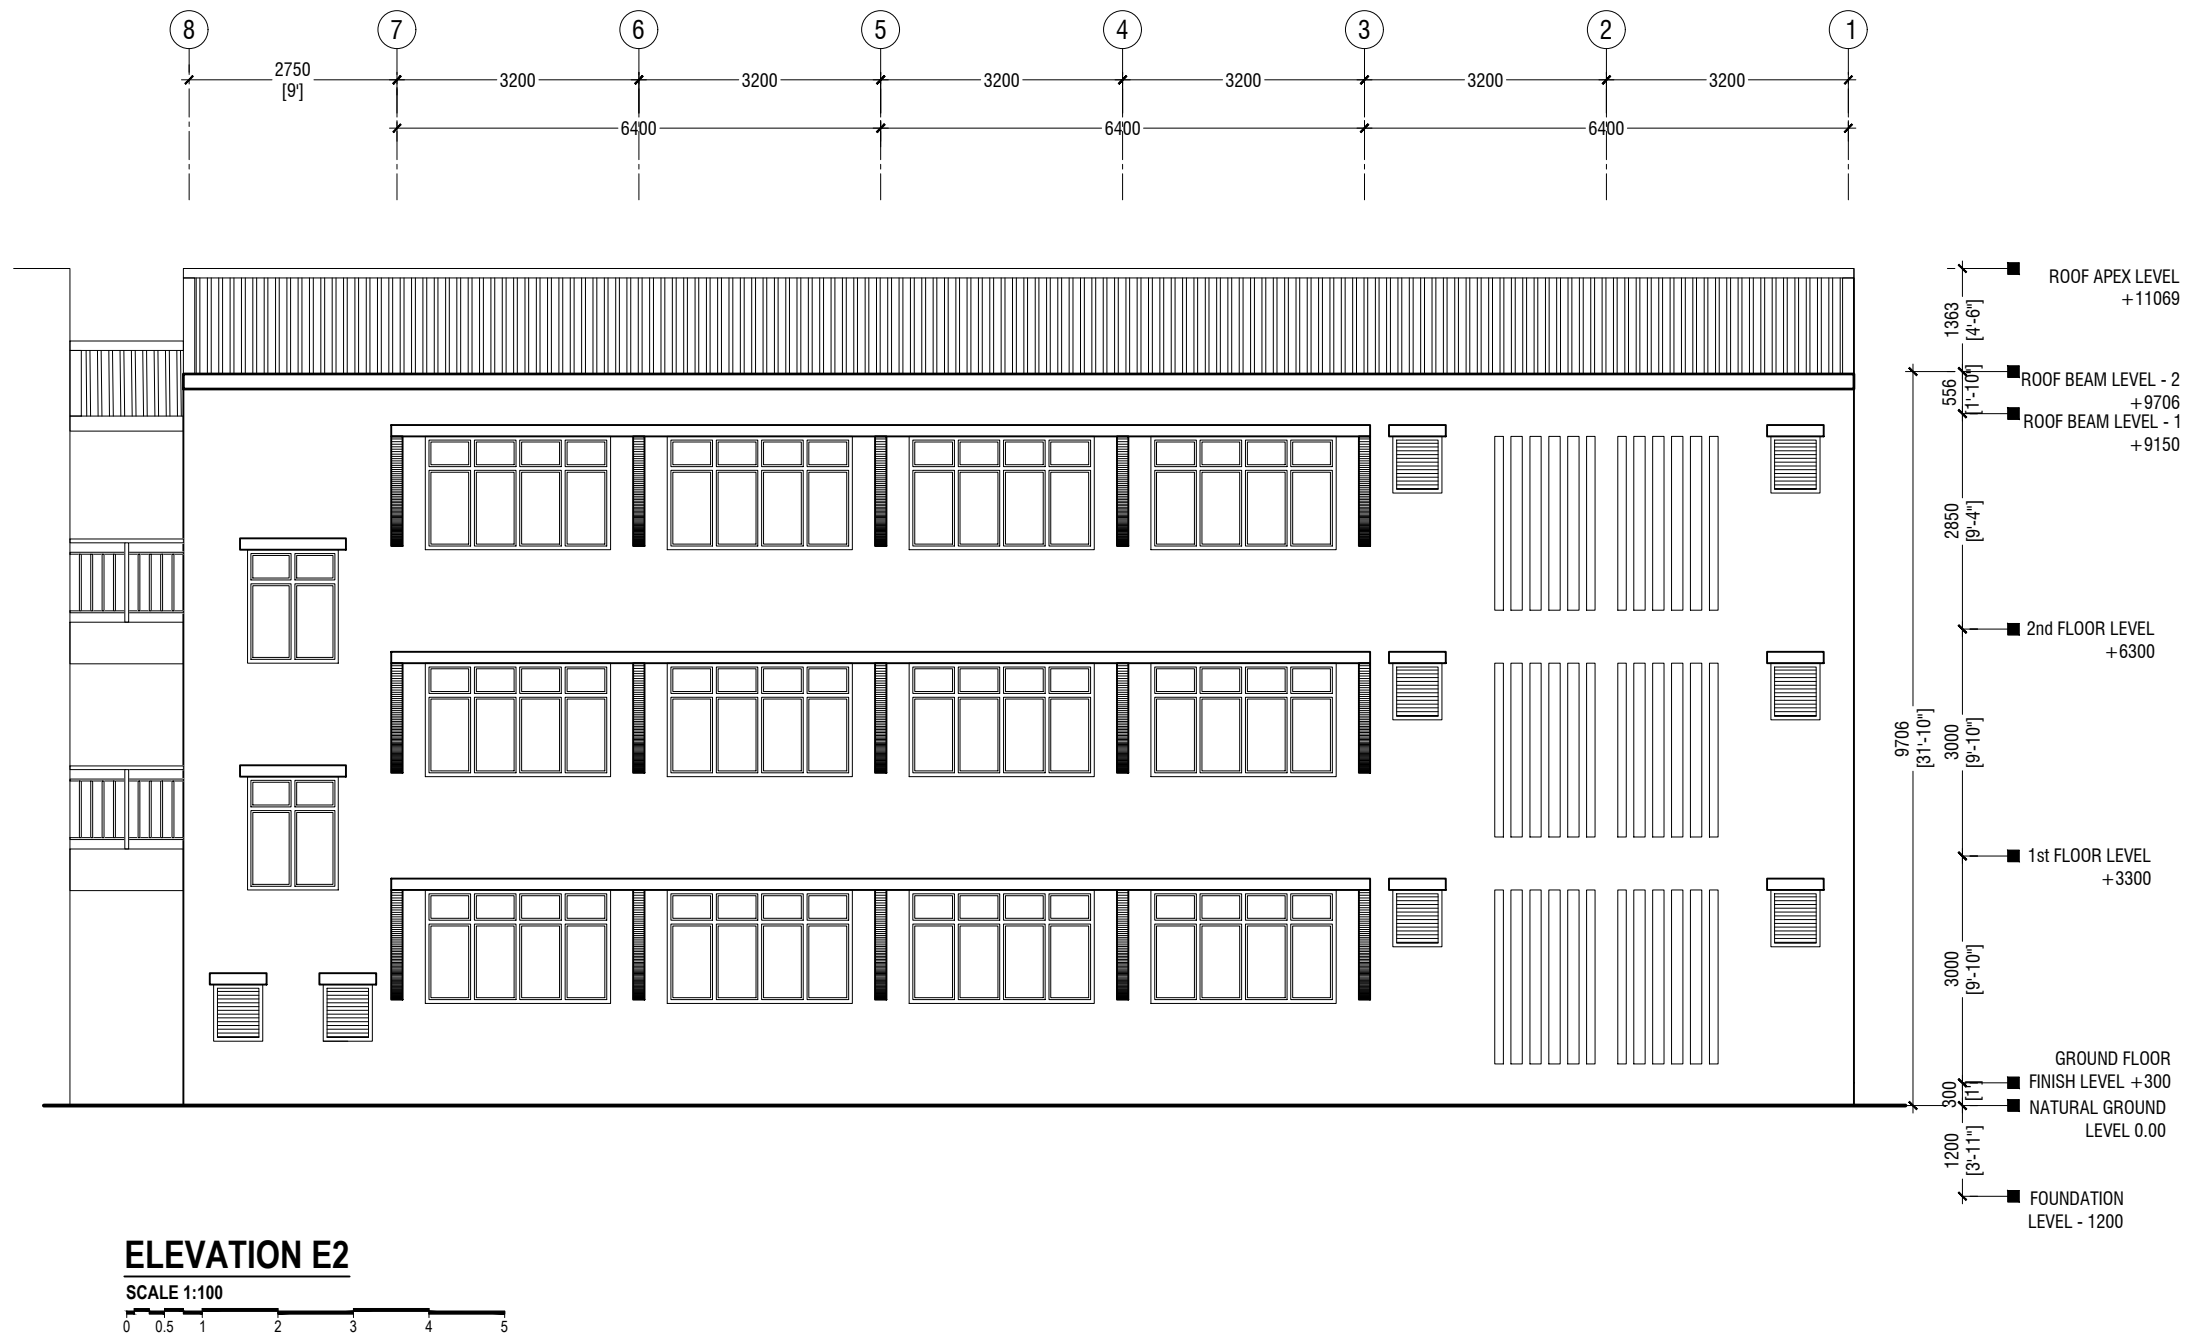 8 7 6 5 4 3 2 1
2750
[9']
3200 3200 3200 3200 3200 3200
6400 6400 6400
ROOF APEX LEVEL
+11069
1363
[4'-6"]
ROOF BEAM LEVEL - 2
+9706
556
[1'-10"]
ROOF BEAM LEVEL - 1
+9150
2850
[9'-4"]
2nd FLOOR LEVEL
+6300
9706
[31'-10"]
3000
[9'-10"]
1st FLOOR LEVEL
+3300
3000
[9'-10"]
GROUND FLOOR
FINISH LEVEL +300
300
[1']
NATURAL GROUND
LEVEL 0.00
1200
[3'-11"]
FOUNDATION
LEVEL - 1200
ELEVATION E2
SCALE 1:100
0 0.5 1 2 3 4 5